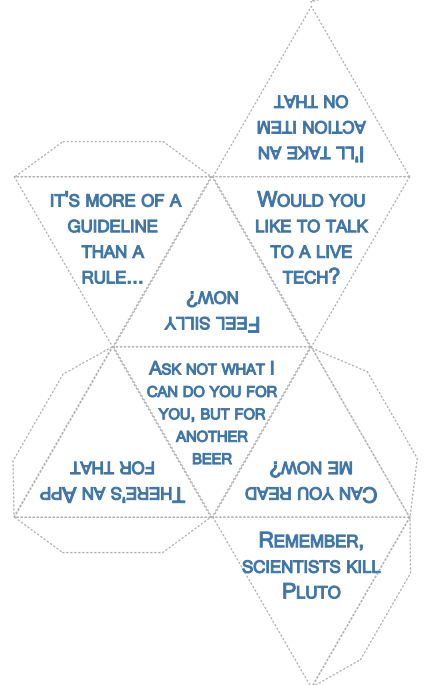 I'll take an
action item
on that
it's more of a
guideline
than a
rule...
Would you
like to talk
to a live
tech?
Feel silly
now?
Ask not what I
can do you for
you, but for
another
beer
There's an App
for that
Can you read
me now?
Remember,
scientists kill
Pluto